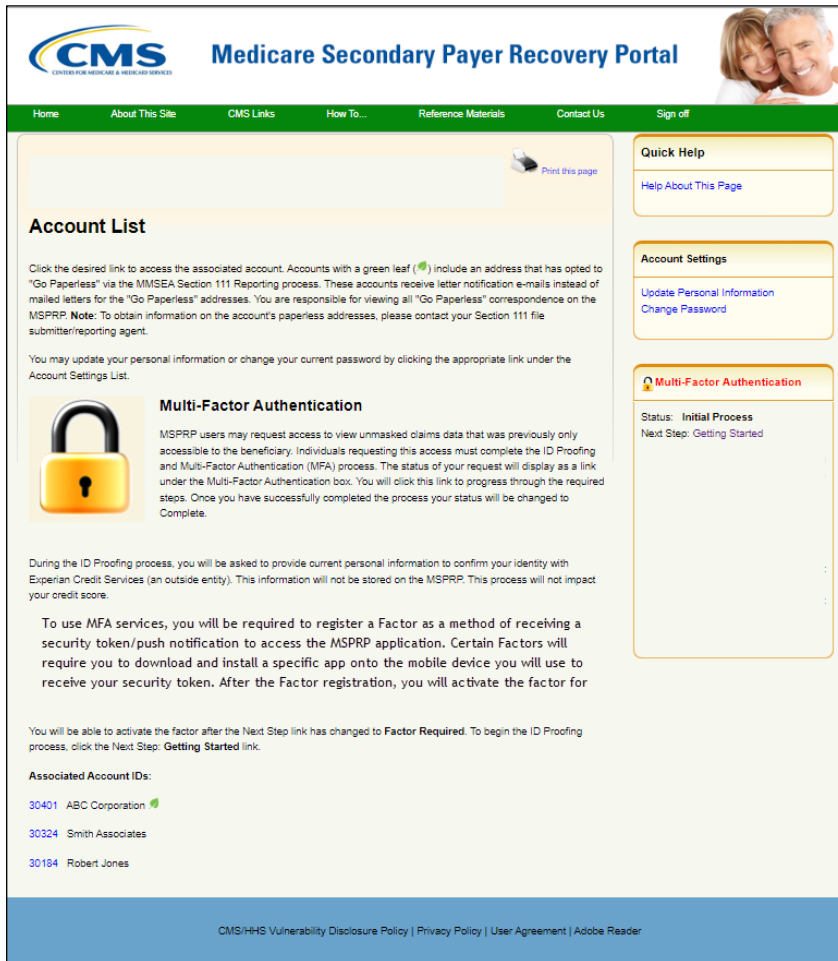 CMS
CENTERS FOR MEDICARE & MEDICAID SERVICES
Medicare Secondary Payer Recovery Portal
Home About This Site CMS Links How To... Reference Materials Contact Us Sign off
Print this page
Account List
Click the desired link to access the associated account. Accounts with a green leaf ( ) include an address that has opted to
"Go Paperless" via the MMSEA Section 111 Reporting process. These accounts receive letter notification e-mails instead of
mailed letters for the "Go Paperless" addresses. You are responsible for viewing all "Go Paperless" correspondence on the
MSPRP. Note: To obtain information on the account's paperless addresses, please contact your Section 111 file
submitter/reporting agent.
You may update your personal information or change your current password by clicking the appropriate link under the
Account Settings List.
Multi-Factor Authentication
MSPRP users may request access to view unmasked claims data that was previously only
accessible to the beneficiary. Individuals requesting this access must complete the ID Proofing
and Multi-Factor Authentication (MFA) process. The status of your request will display as a link
under the Multi-Factor Authentication box. You will click this link to progress through the required
steps. Once you have successfully completed the process your status will be changed to
Complete.
During the ID Proofing process, you will be asked to provide current personal information to confirm your identity with
Experian Credit Services (an outside entity). This information will not be stored on the MSPRP. This process will not impact
your credit score.
To use MFA services, you will be required to register a Factor as a method of receiving a
security token/push notification to access the MSPRP application. Certain Factors will
require you to download and install a specific app onto the mobile device you will use to
receive your security token. After the Factor registration, you will activate the factor for
You will be able to activate the factor after the Next Step link has changed to Factor Required. To begin the ID Proofing
process, click the Next Step: Getting Started link.
Associated Account IDs:
30401 ABC Corporation
30324 Smith Associates
30184 Robert Jones
Quick Help
Help About This Page
Account Settings
Update Personal Information
Change Password
Multi-Factor Authentication
Status: Initial Process
Next Step: Getting Started
CMS/HHS Vulnerability Disclosure Policy | Privacy Policy | User Agreement | Adobe Reader